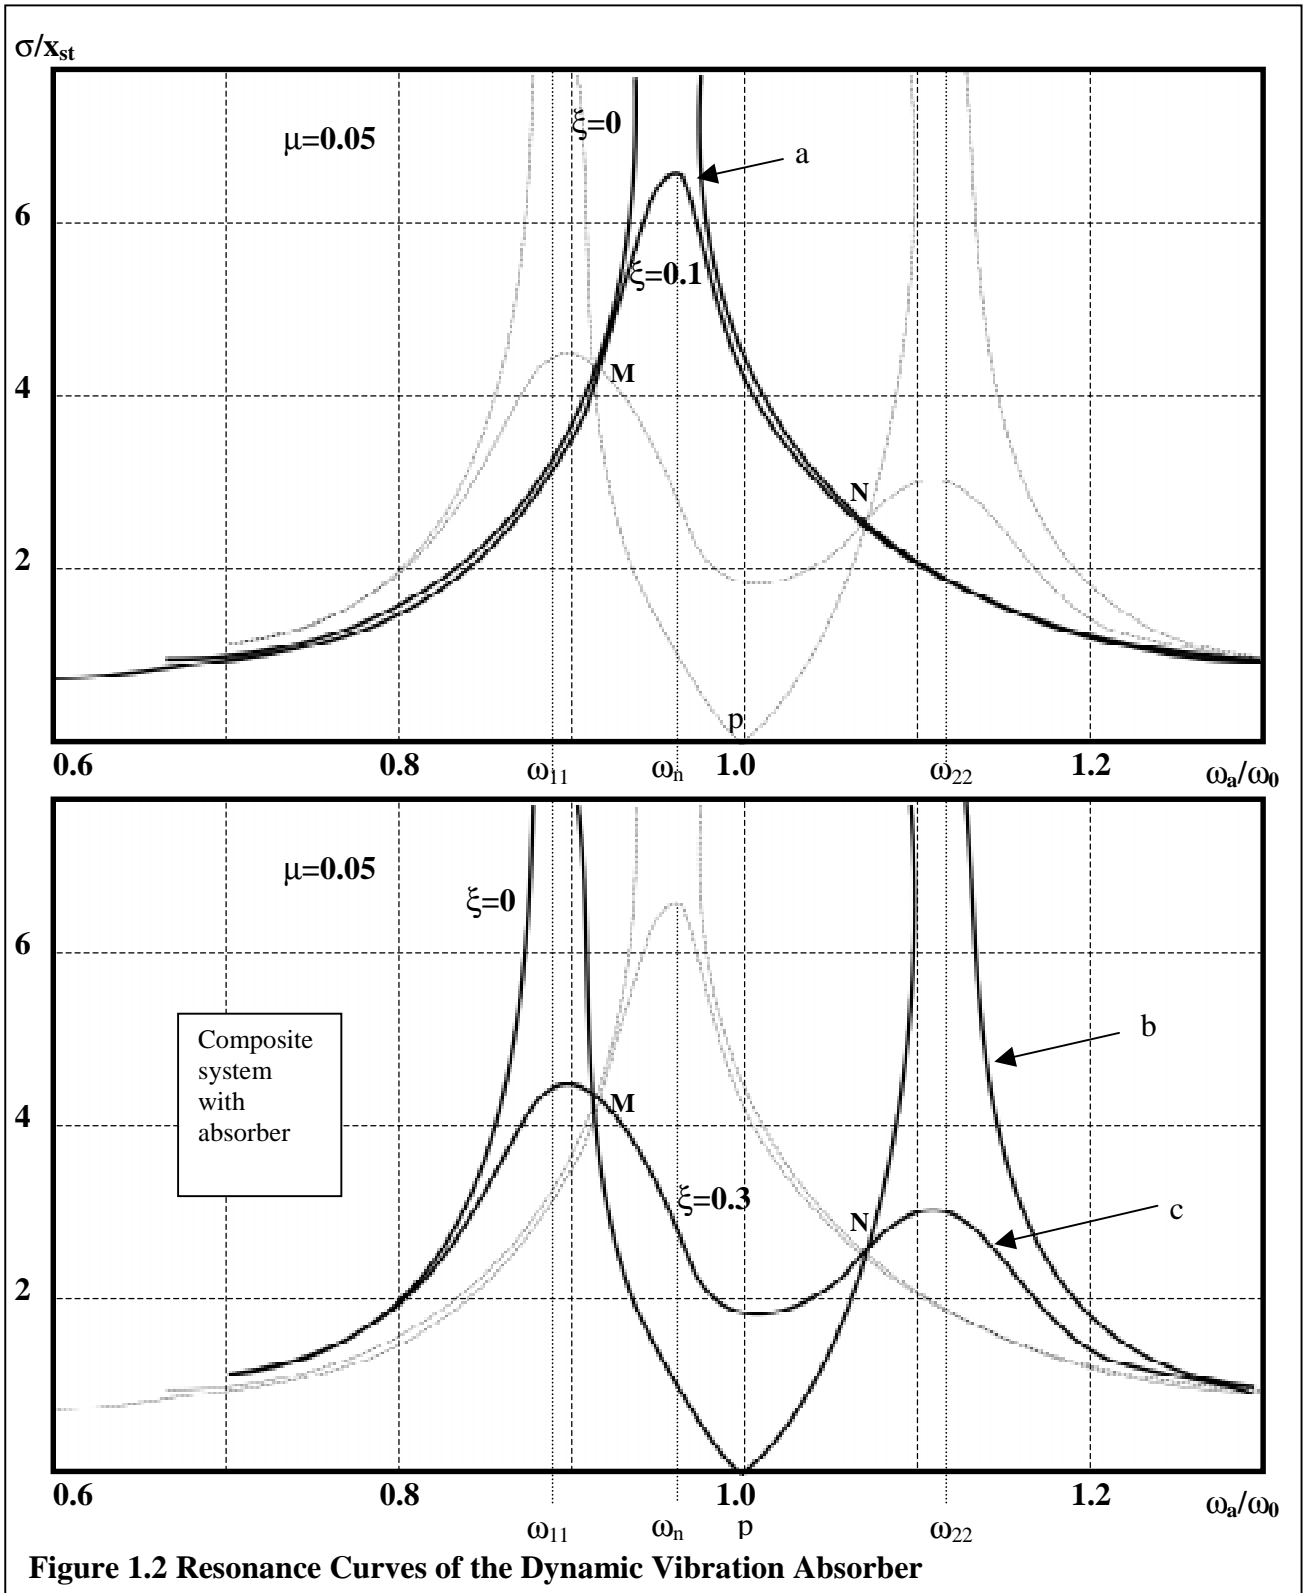 σ/xst
μ=0.05
ξ=0
a
6
ξ=0.1
4
M
N
2
p
0.6 0.8 1.0 1.2 ωa/ω0
ω11 ωn ω22
μ=0.05
ξ=0
6
Composite
system
with
absorber
b
4
M
ξ=0.3
N
c
2
0.6 0.8 1.0 1.2 ωa/ω0
ω11 ωn p ω22
Figure 1.2 Resonance Curves of the Dynamic Vibration Absorber